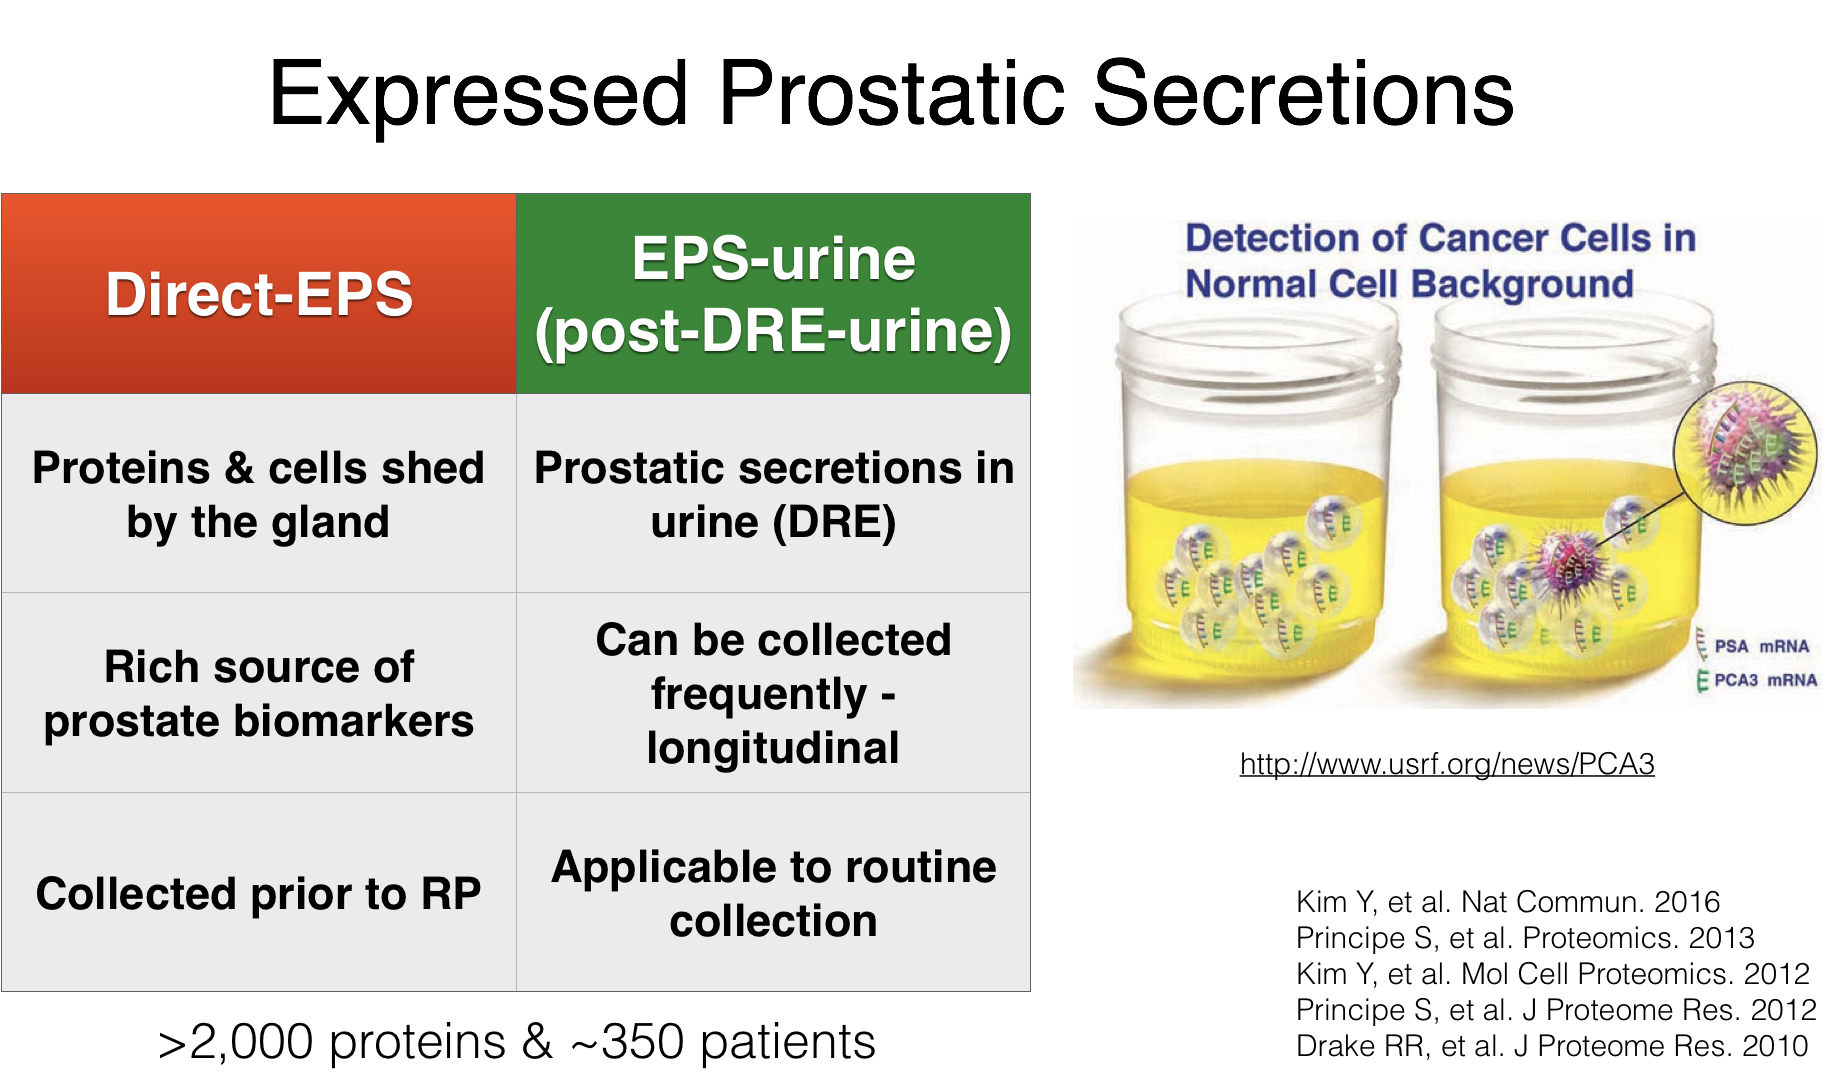 Expressed Prostatic Secretions
Direct-EPS
EPS-urine
(post-DRE-urine)
Proteins & cells shed
by the gland
Prostatic secretions in
urine (DRE)
Rich source of
prostate biomarkers
Can be collected
frequently -
longitudinal
Collected prior to RP
Applicable to routine
collection
>2,000 proteins & ~350 patients
Detection of Cancer Cells in
Normal Cell Background
PSA mRNA
PCA3 mRNA
http://www.usrf.org/news/PCA3
Kim Y, et al. Nat Commun. 2016
Principe S, et al. Proteomics. 2013
Kim Y, et al. Mol Cell Proteomics. 2012
Principe S, et al. J Proteome Res. 2012
Drake RR, et al. J Proteome Res. 2010